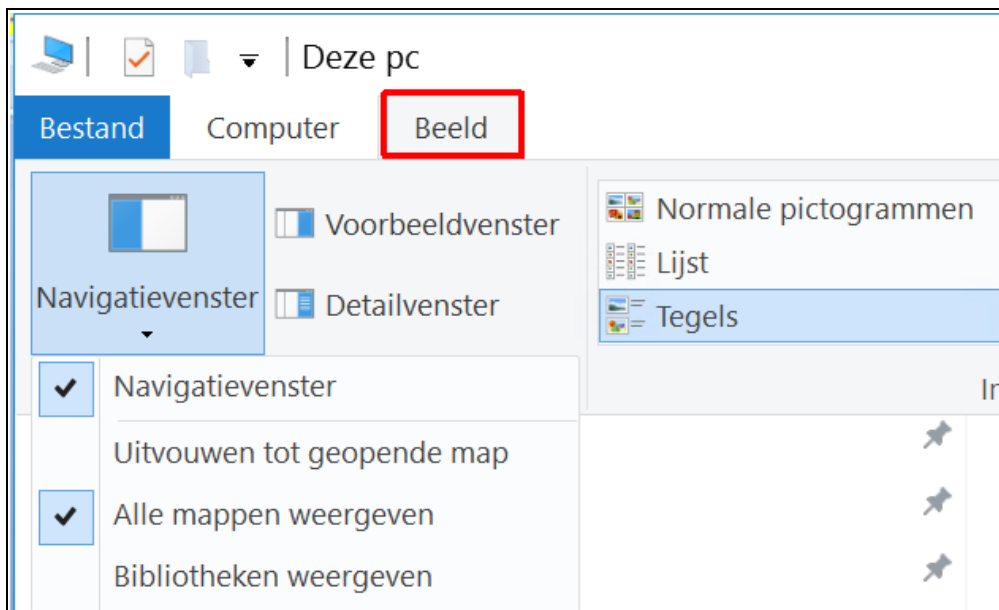 Deze pc
Bestand Computer Beeld
Navigatievenster
Voorbeeldvenster
Detailvenster
Normale pictogrammen
Lijst
Tegels
Navigatievenster
Uitvouwen tot geopende map
Alle mappen weergeven
Bibliotheken weergeven